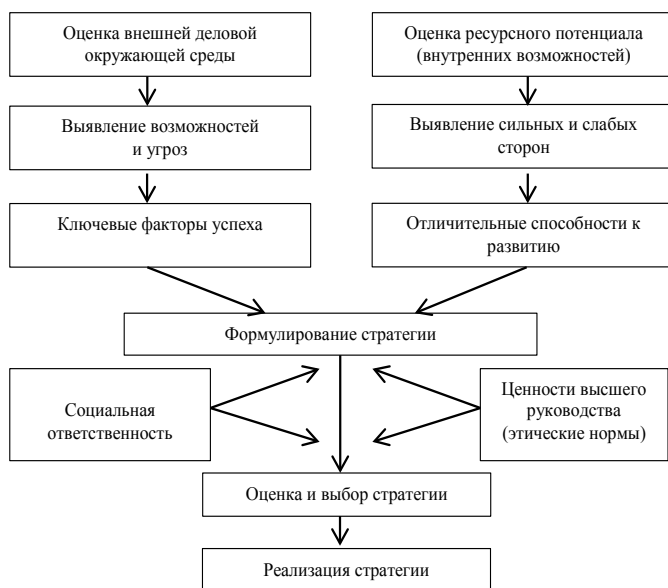 Оценка внешней деловой
окружающей среды
Оценка ресурсного потенциала
(внутренних возможностей)
Выявление возможностей
и угроз
Выявление сильных и слабых
сторон
Ключевые факторы успеха
Отличительные способности к
развитию
Формулирование стратегии
Социальная
ответственность
Ценности высшего
руководства
(этические нормы)
Оценка и выбор стратегии
Реализация стратегии